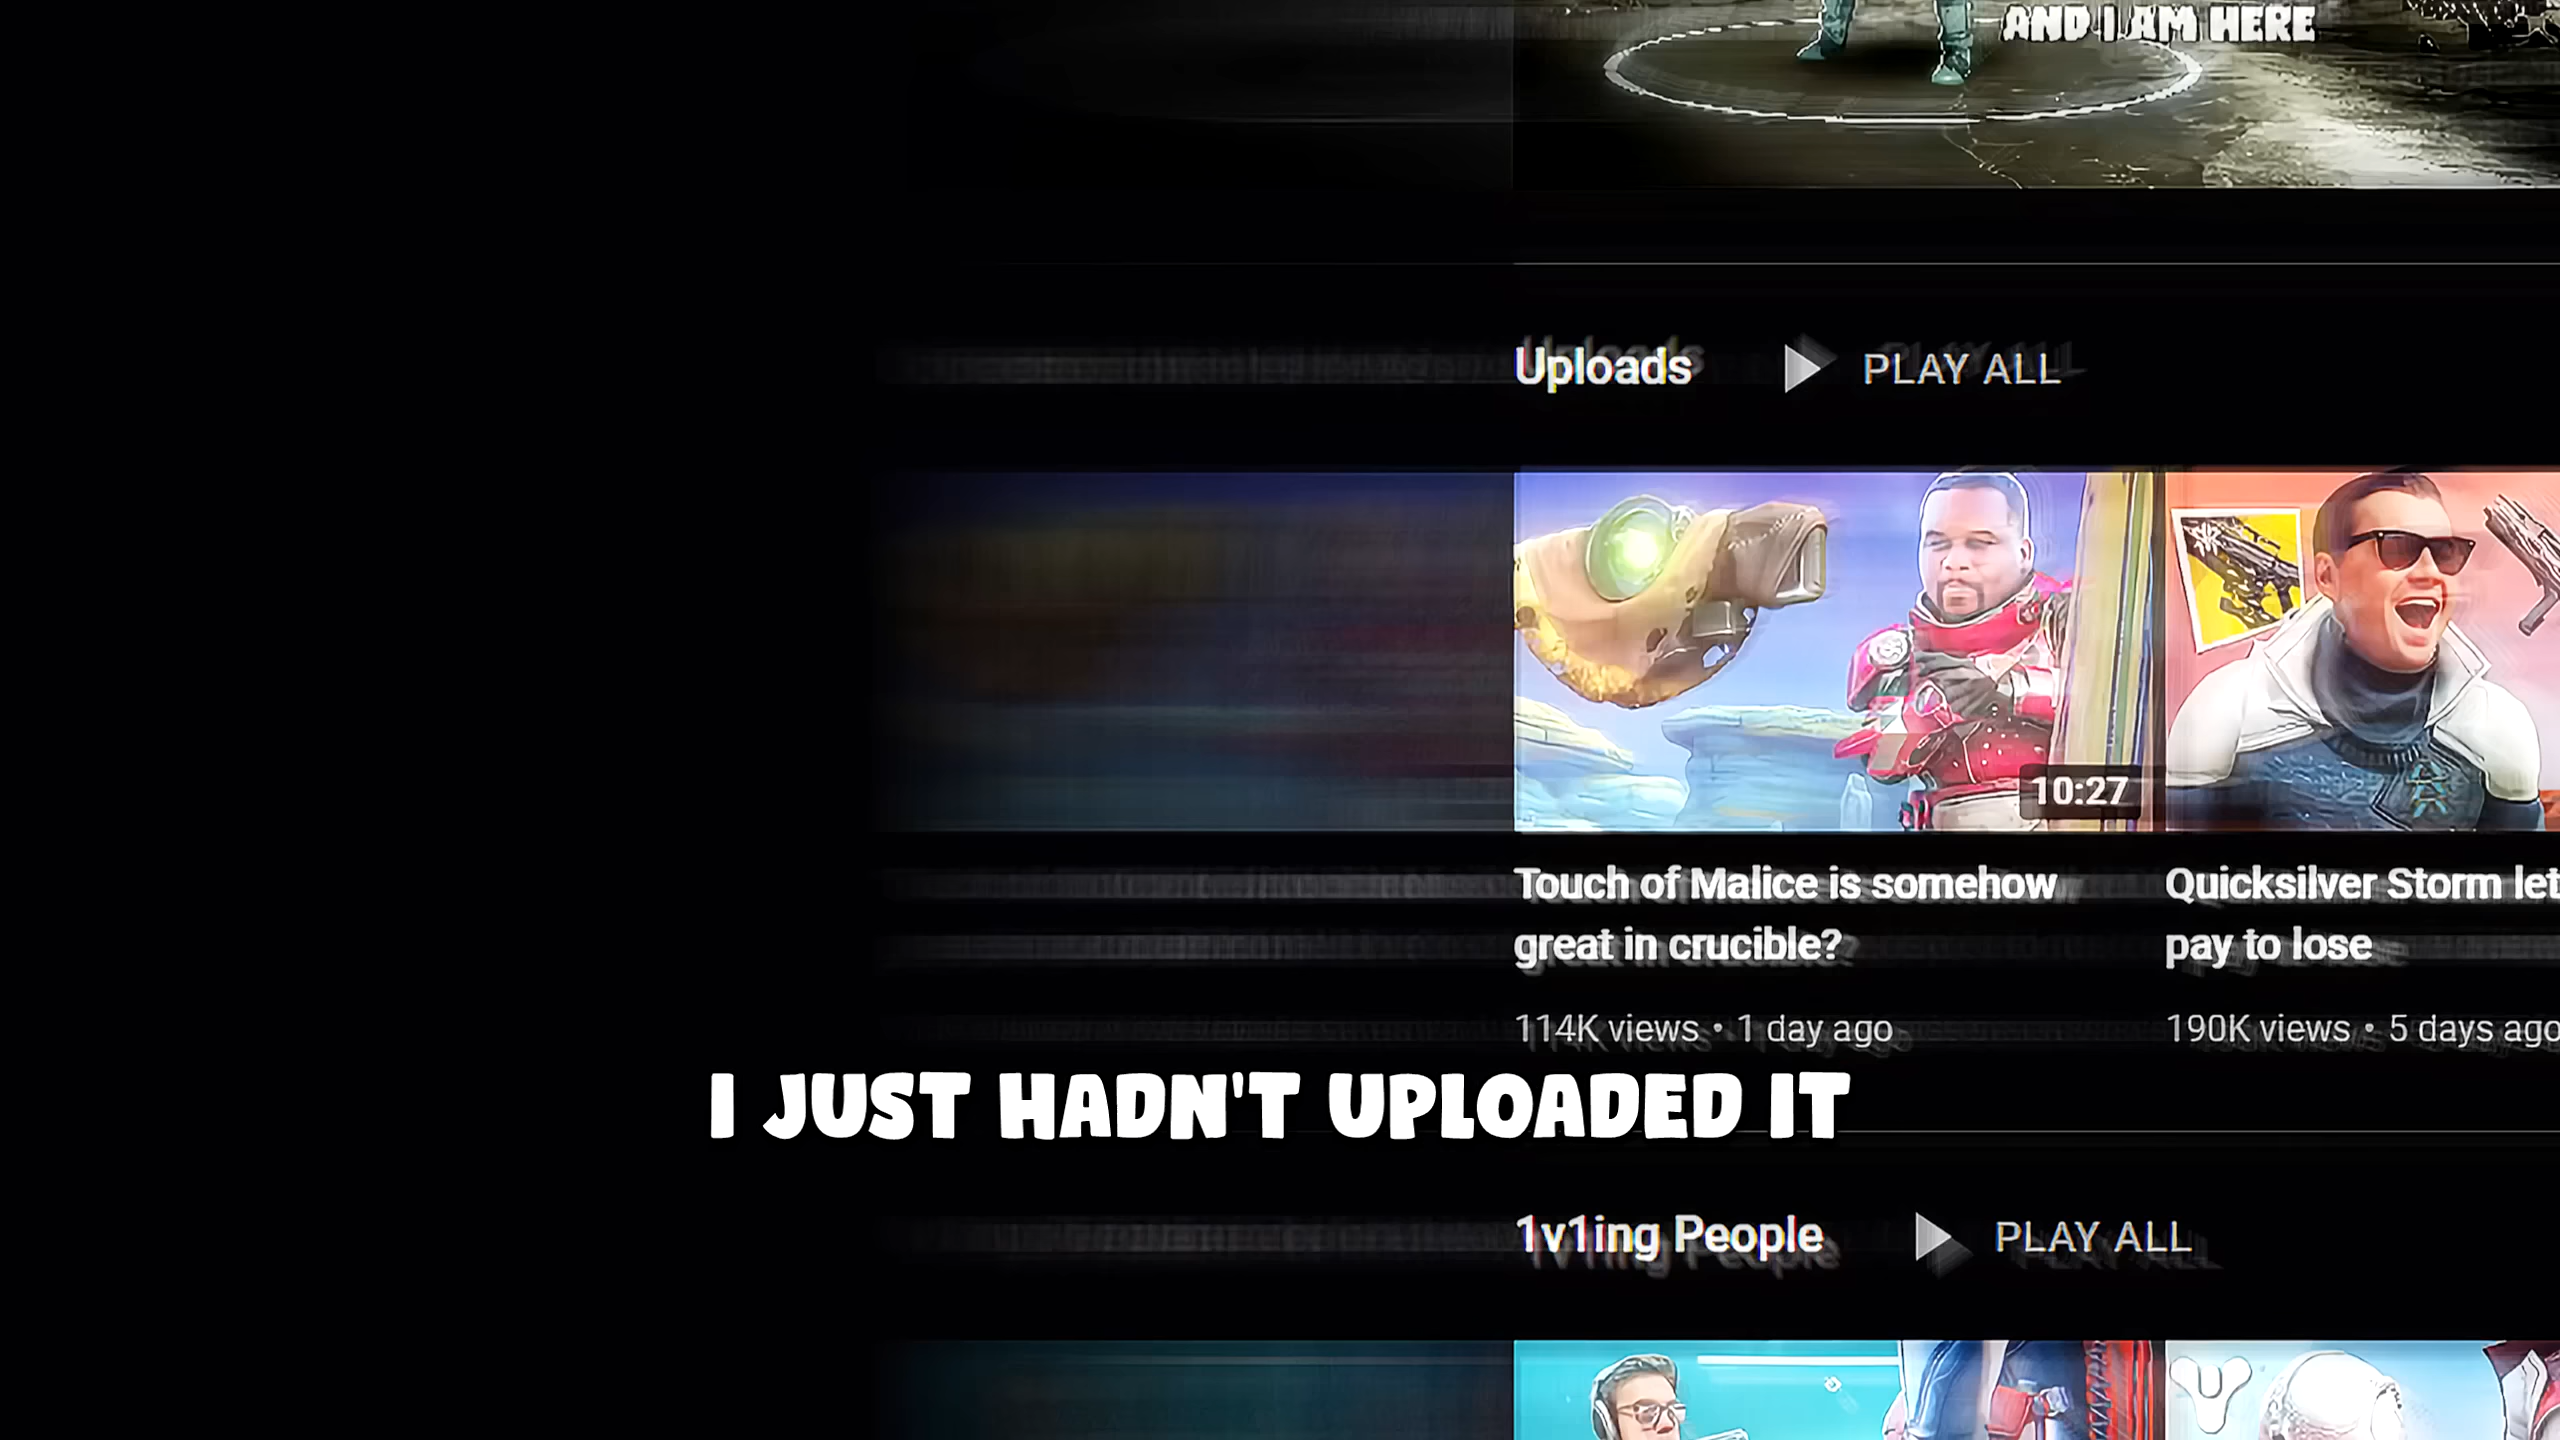 AND I AM HERE
Uploads
PLAY ALL
10:27
Touch of Malice is somehow
great in crucible?
114K views • 1 day ago
Quicksilver Storm let
pay to lose
190K views • 5 days ago
I JUST HADN'T UPLOADED IT
1v1ing People
PLAY ALL